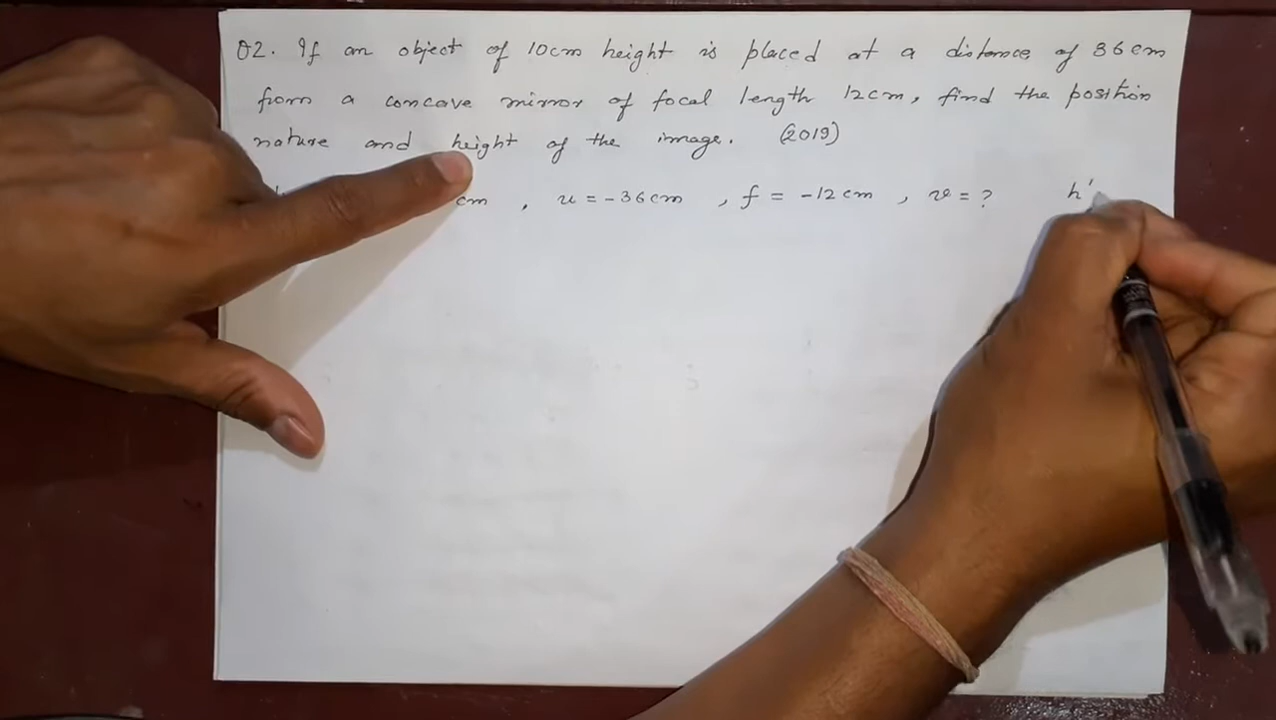 Q2. If an object of 10cm height is placed at a distance of 36cm
from a concave mirror of focal length 12cm, find the position
nature and height of the image. (2019)
cm , u = -36cm , f = -12cm , v = ? h'